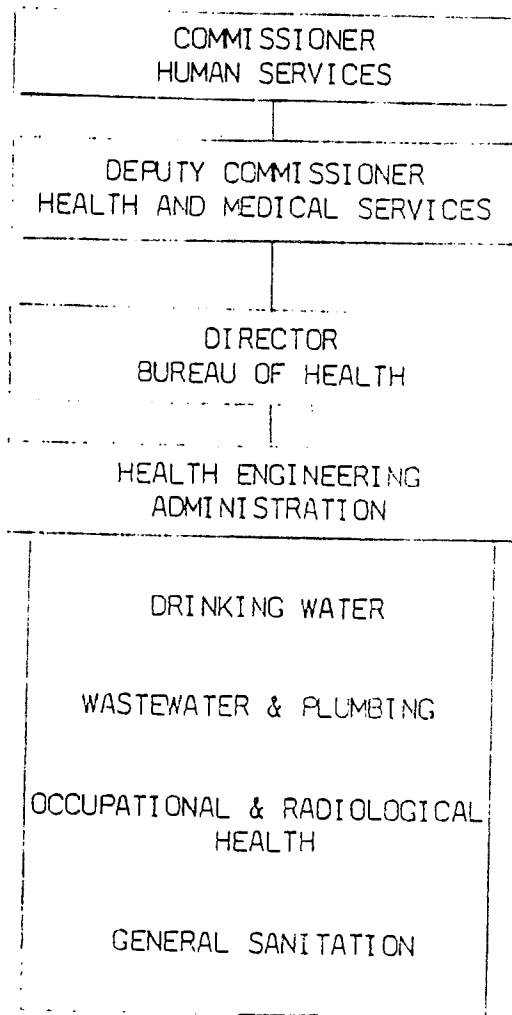 COMMISSIONER
HUMAN SERVICES
DEPUTY COMMISSIONER
HEALTH AND MEDICAL SERVICES
DIRECTOR
BUREAU OF HEALTH
HEALTH ENGINEERING
ADMINISTRATION
DRINKING WATER
WASTEWATER & PLUMBING
OCCUPATIONAL & RADIOLOGICAL
HEALTH
GENERAL SANITATION